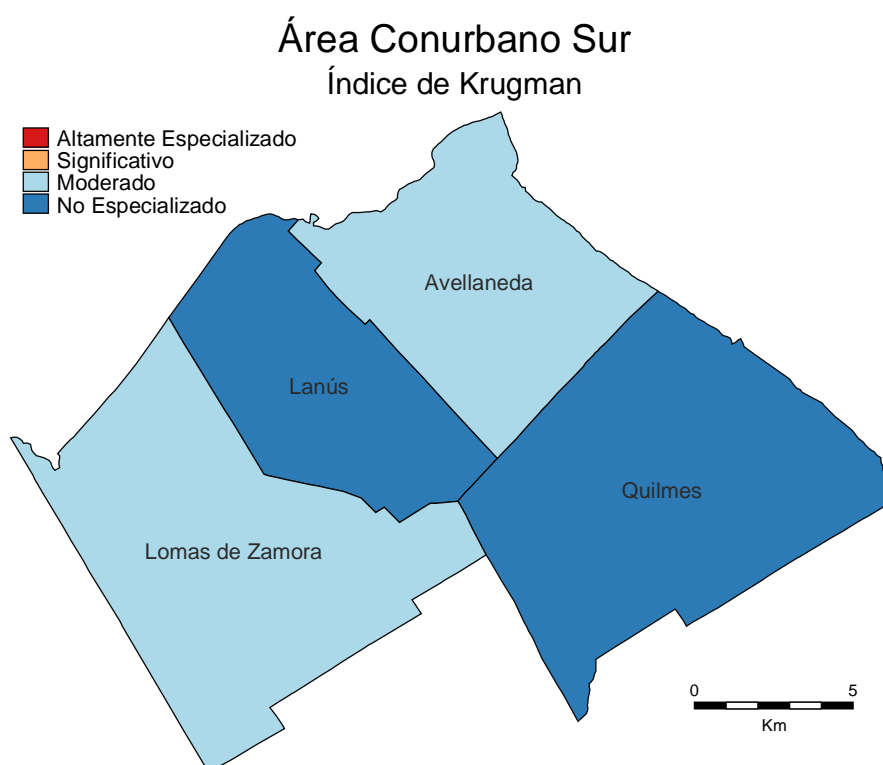 Área Conurbano Sur
Índice de Krugman
Altamente Especializado
Significativo
Moderado
No Especializado
Avellaneda
Lanús
Quilmes
Lomas de Zamora
0 5
Km